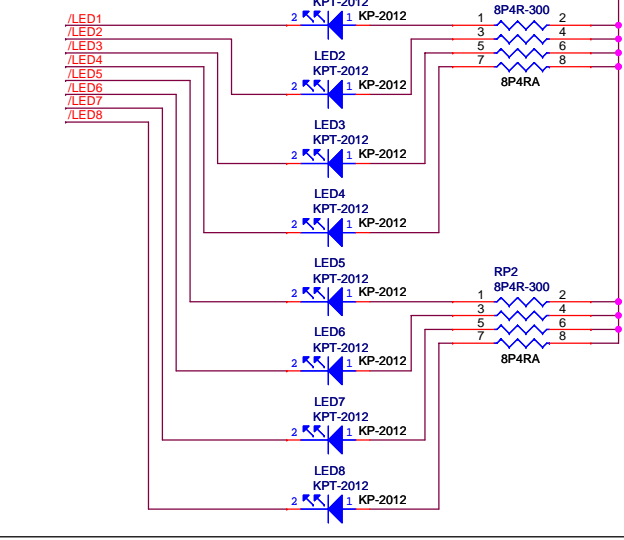 KPT-2012
/LED1
2
1
KP-2012
8P4R-300
1
2
3
4
5
6
7
8
8P4RA
/LED2
/LED3
/LED4
/LED5
/LED6
/LED7
/LED8
LED2
KPT-2012
2
1
KP-2012
LED3
KPT-2012
2
1
KP-2012
LED4
KPT-2012
2
1
KP-2012
LED5
KPT-2012
2
1
KP-2012
RP2
8P4R-300
1
2
3
4
5
6
7
8
8P4RA
LED6
KPT-2012
2
1
KP-2012
LED7
KPT-2012
2
1
KP-2012
LED8
KPT-2012
2
1
KP-2012